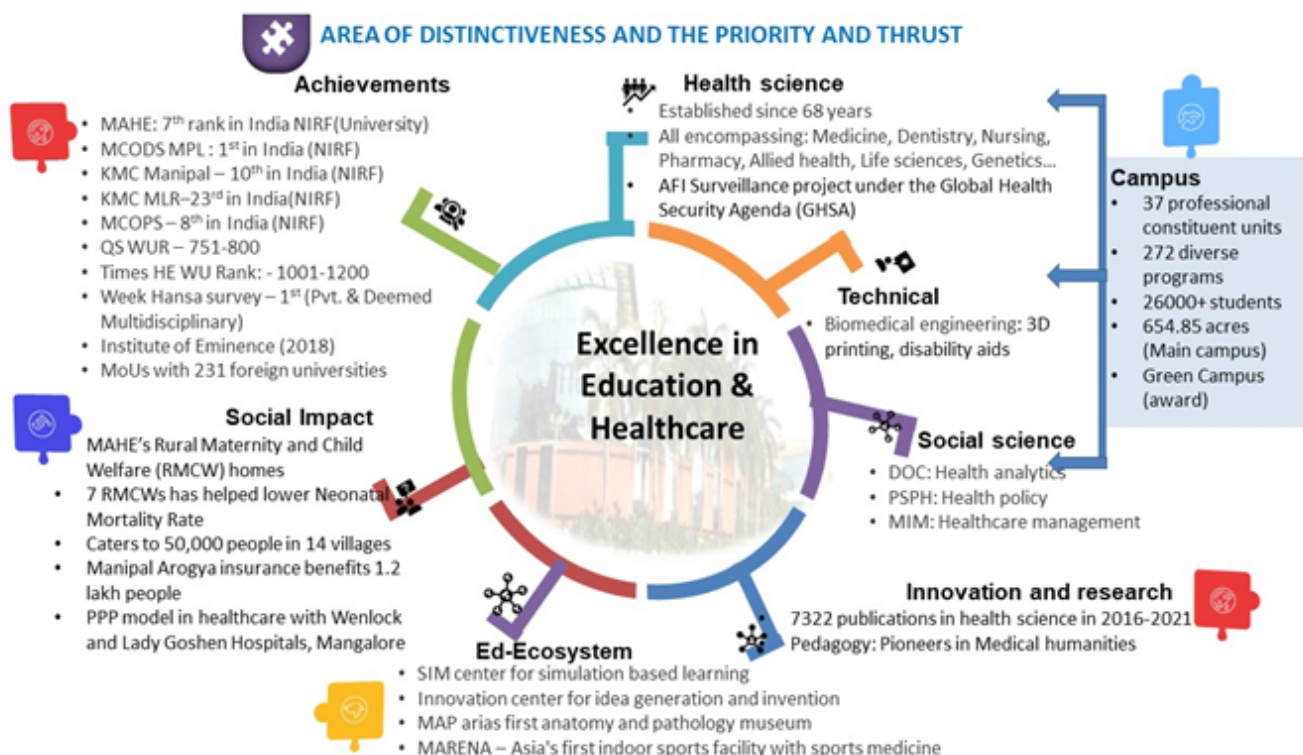 AREA OF DISTINCTIVENESS AND THE PRIORITY AND THRUST
Achievements
• MAHE: 7th rank in India NIRF(University)
• MCODS MPL : 1st in India (NIRF)
• KMC Manipal – 10th in India (NIRF)
• KMC MLR–23rd in India(NIRF)
• MCOPS – 8th in India (NIRF)
• QS WUR – 751-800
• Times HE WU Rank: - 1001-1200
• Week Hansa survey – 1st (Pvt. & Deemed
Multidisciplinary)
• Institute of Eminence (2018)
• MoUs with 231 foreign universities
Social Impact
MAHE's Rural Maternity and Child
Welfare (RMCW) homes
• 7 RMCWs has helped lower Neonatal
Mortality Rate
• Caters to 50,000 people in 14 villages
• Manipal Arogya insurance benefits 1.2
lakh people
• PPP model in healthcare with Wenlock
and Lady Goshen Hospitals, Mangalore
Excellence in
Education &
Healthcare
Health science
• Established since 68 years
• All encompassing: Medicine, Dentistry, Nursing,
Pharmacy, Allied health, Life sciences, Genetics...
• AFI Surveillance project under the Global Health
Security Agenda (GHSA)
Technical
• Biomedical engineering: 3D
printing, disability aids
Social science
• DOC: Health analytics
• PSPH: Health policy
• MIM: Healthcare management
Campus
• 37 professional
constituent units
• 272 diverse
programs
• 26000+ students
• 654.85 acres
(Main campus)
• Green Campus
(award)
Innovation and research
• 7322 publications in health science in 2016-2021
• Pedagogy: Pioneers in Medical humanities
Ed-Ecosystem
• SIM center for simulation based learning
• Innovation center for idea generation and invention
• MAP arias first anatomy and pathology museum
• MARENA – Asia's first indoor sports facility with sports medicine